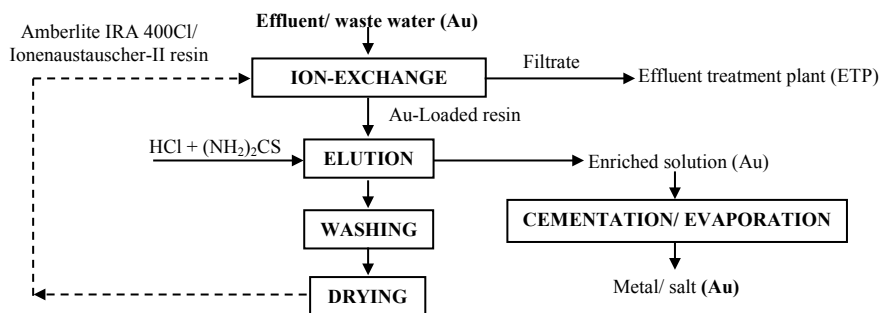 Effluent/ waste water (Au)
Amberlite IRA 400Cl/
Ionenaustauscher-II resin
ION-EXCHANGE
Filtrate
Effluent treatment plant (ETP)
Au-Loaded resin
HCl + (NH₂)₂CS
ELUTION
Enriched solution (Au)
WASHING
CEMENTATION/ EVAPORATION
DRYING
Metal/ salt (Au)